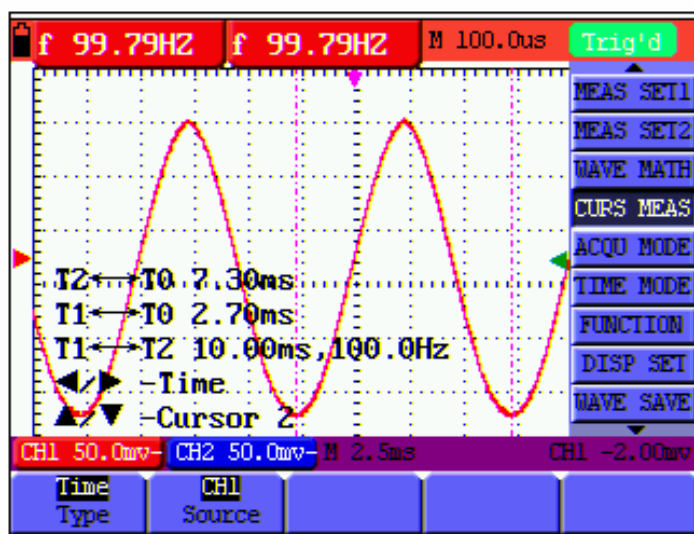 f 99.79HZ f 99.79HZ M 100.0us Trig'd
MEAS SET1
MEAS SET2
WAVE MATH
CURS MEAS
ACQU MODE
TIME MODE
FUNCTION
DISP SET
WAVE SAVE
T2←→T0 7.30ms
T1←→T0 2.70ms
T1←→T2 10.00ms,100.0Hz
◀/▶ -Time
▲/▼ -Cursor 2
CH1 50.0mv- CH2 50.0mv- M 2.5ms CH1 -2.00mv
Time CH1
Type Source